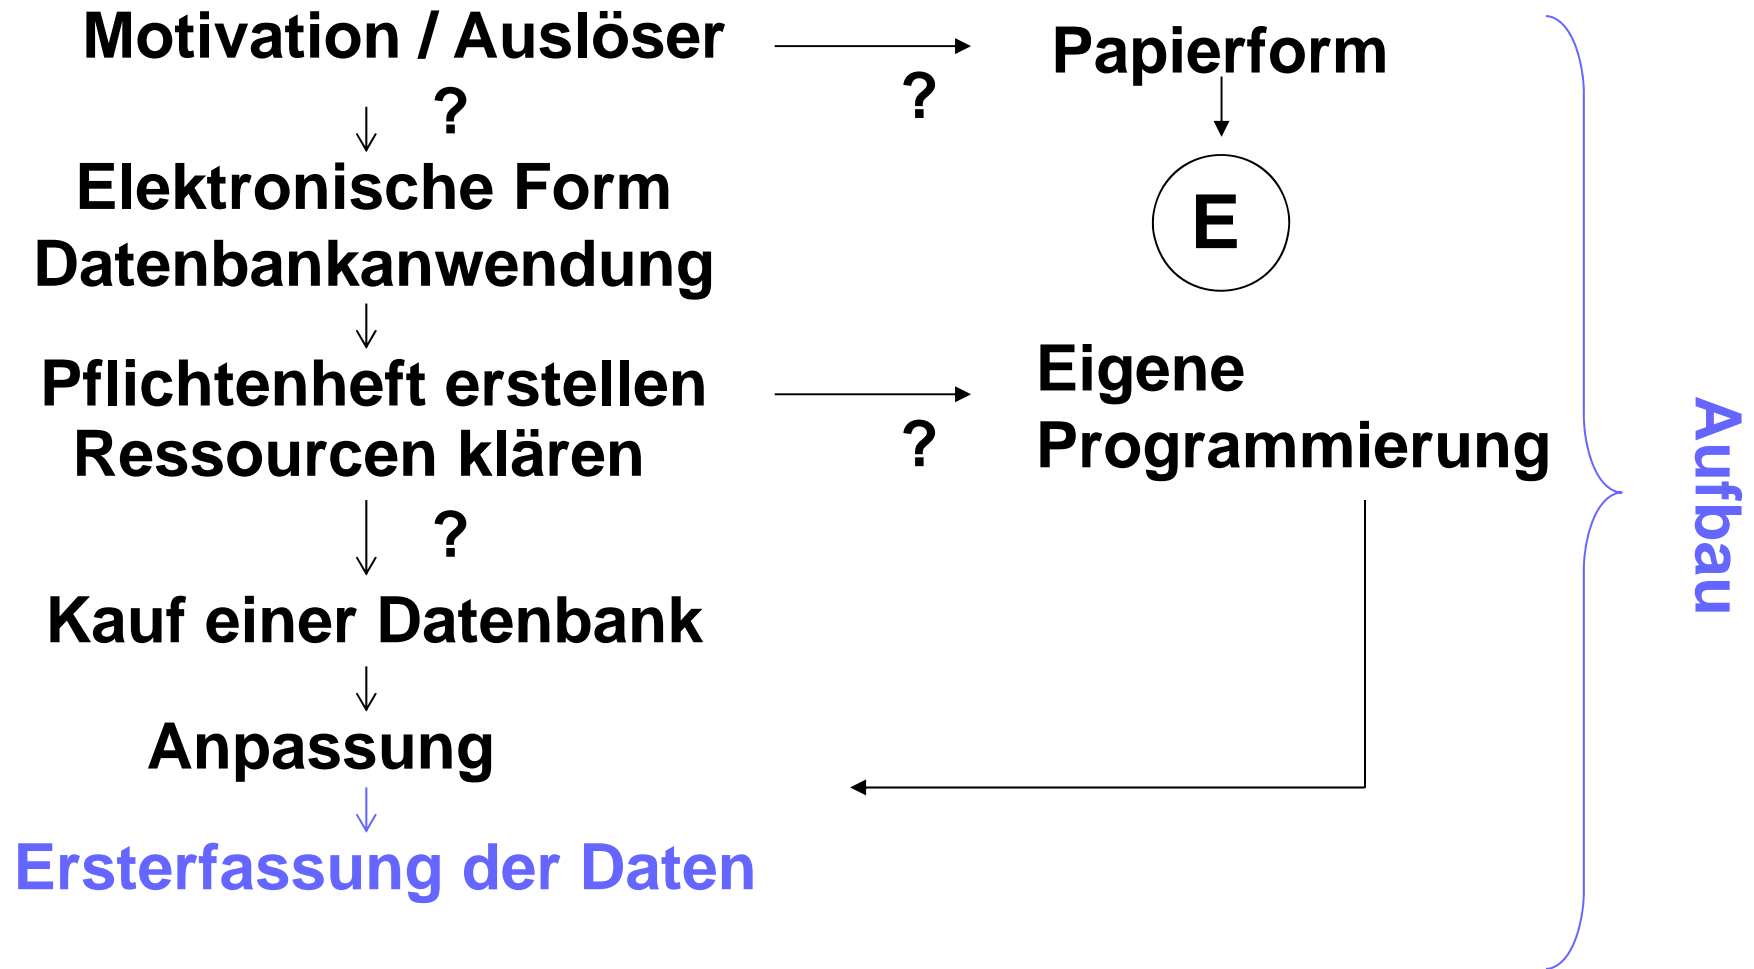 Motivation / Auslöser
?
?
Papierform
E
Elektronische Form
Datenbankanwendung
Pflichtenheft erstellen
Ressourcen klären
?
?
Eigene
Programmierung
Kauf einer Datenbank
Anpassung
Ersterfassung der Daten
Aufbau